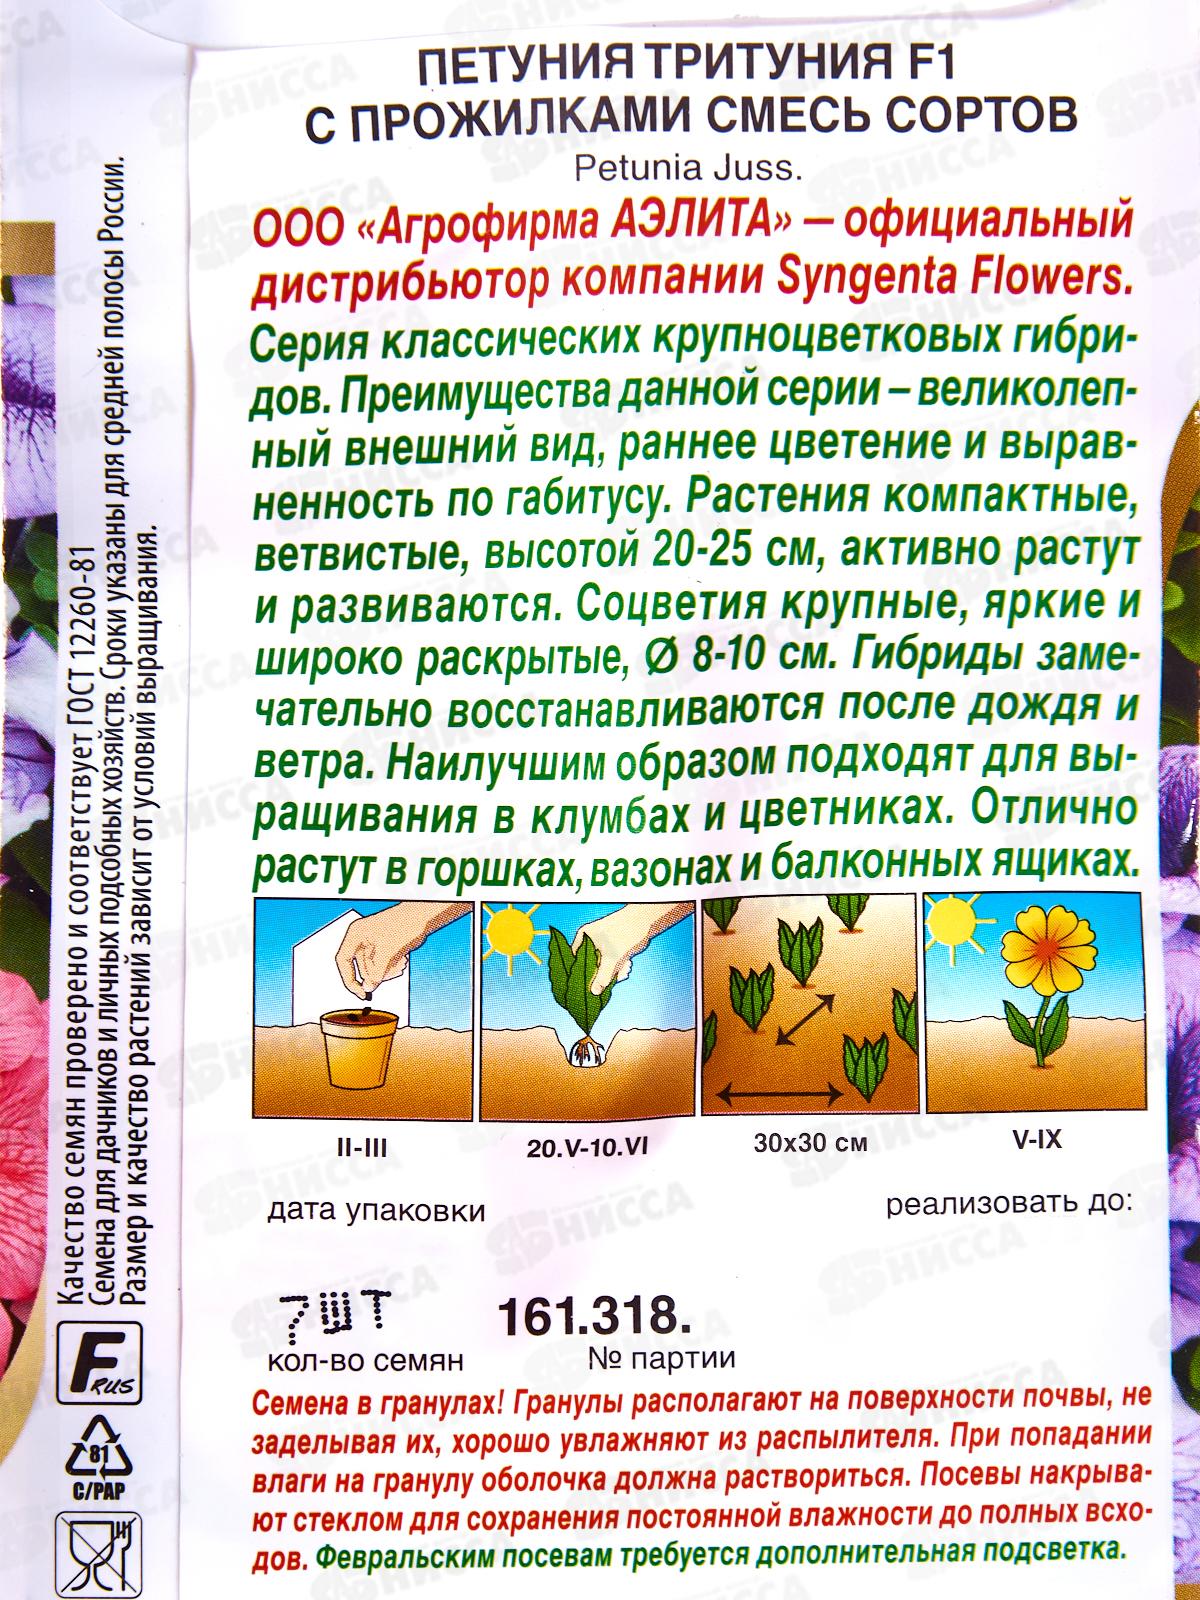 ПЕТУНИЯ ТРИТУНИЯ F1
С ПРОЖИЛКАМИ СМЕСЬ СОРТОВ
Petunia Juss.
ООО «Агрофирма АЭЛИТА» – официальный
дистрибьютор компании Syngenta Flowers.
Серия классических крупноцветковых гибри-
дов. Преимущества данной серии – великолеп-
ный внешний вид, раннее цветение и вырав-
ненность по габитусу. Растения компактные,
ветвистые, высотой 20-25 см, активно растут
и развиваются. Соцветия крупные, яркие и
широко раскрытые, Ø 8-10 см. Гибриды заме-
чательно восстанавливаются после дождя и
ветра. Наилучшим образом подходят для вы-
ращивания в клумбах и цветниках. Отлично
растут в горшках, вазонах и балконных ящиках.
II-III
20.V-10.VI
30х30 см
V-IX
дата упаковки
реализовать до:
7 шт
161.318.
кол-во семян
№ партии
Семена в гранулах! Гранулы располагают на поверхности почвы, не
заделывая их, хорошо увлажняют из распылителя. При попадании
влаги на гранулу оболочка должна раствориться. Посевы накрыва-
ют стеклом для сохранения постоянной влажности до полных всхо-
дов. Февральским посевам требуется дополнительная подсветка.
Качество семян проверено и соответствует ГОСТ 12260-81
Семена для дачников и личных подсобных хозяйств. Сроки указаны для средней полосы России.
Размер и качество растений зависит от условий выращивания.
F RUS
81
C/PAP
НИССА